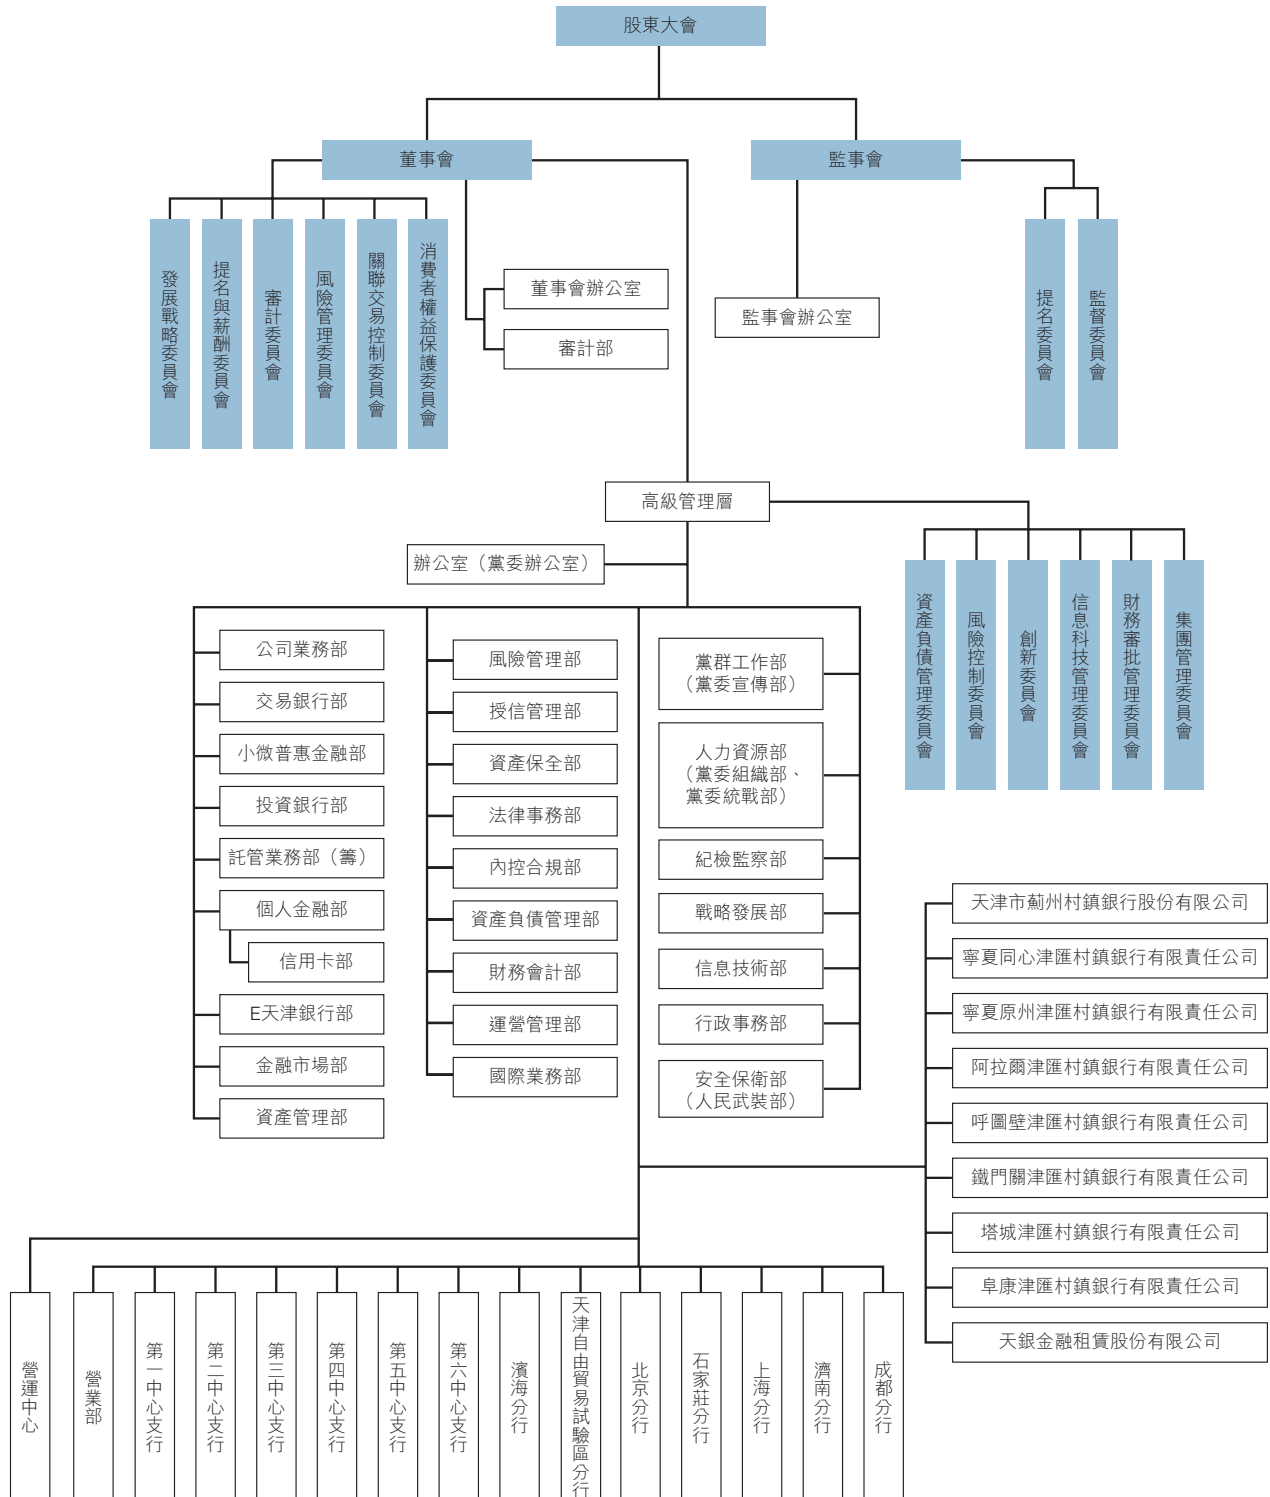 股東大會
董事會
監事會
發展戰略委員會
提名與薪酬委員會
審計委員會
風險管理委員會
關聯交易控制委員會
消費者權益保護委員會
董事會辦公室
審計部
監事會辦公室
提名委員會
監督委員會
高級管理層
辦公室（黨委辦公室）
資產負債管理委員會
風險控制委員會
創新委員會
信息科技管理委員會
財務審批管理委員會
集團管理委員會
公司業務部
交易銀行部
小微普惠金融部
投資銀行部
託管業務部（籌）
個人金融部
信用卡部
E天津銀行部
金融市場部
資產管理部
風險管理部
授信管理部
資產保全部
法律事務部
內控合規部
資產負債管理部
財務會計部
運營管理部
國際業務部
黨群工作部
（黨委宣傳部）
人力資源部
（黨委組織部、
黨委統戰部）
紀檢監察部
戰略發展部
信息技術部
行政事務部
安全保衛部
（人民武裝部）
天津市薊州村鎮銀行股份有限公司
寧夏同心津匯村鎮銀行有限責任公司
寧夏原州津匯村鎮銀行有限責任公司
阿拉爾津匯村鎮銀行有限責任公司
呼圖壁津匯村鎮銀行有限責任公司
鐵門關津匯村鎮銀行有限責任公司
塔城津匯村鎮銀行有限責任公司
阜康津匯村鎮銀行有限責任公司
天銀金融租賃股份有限公司
營運中心
營業部
第一中心支行
第二中心支行
第三中心支行
第四中心支行
第五中心支行
第六中心支行
濱海分行
天津自由貿易試驗區分行
北京分行
石家莊分行
上海分行
濟南分行
成都分行